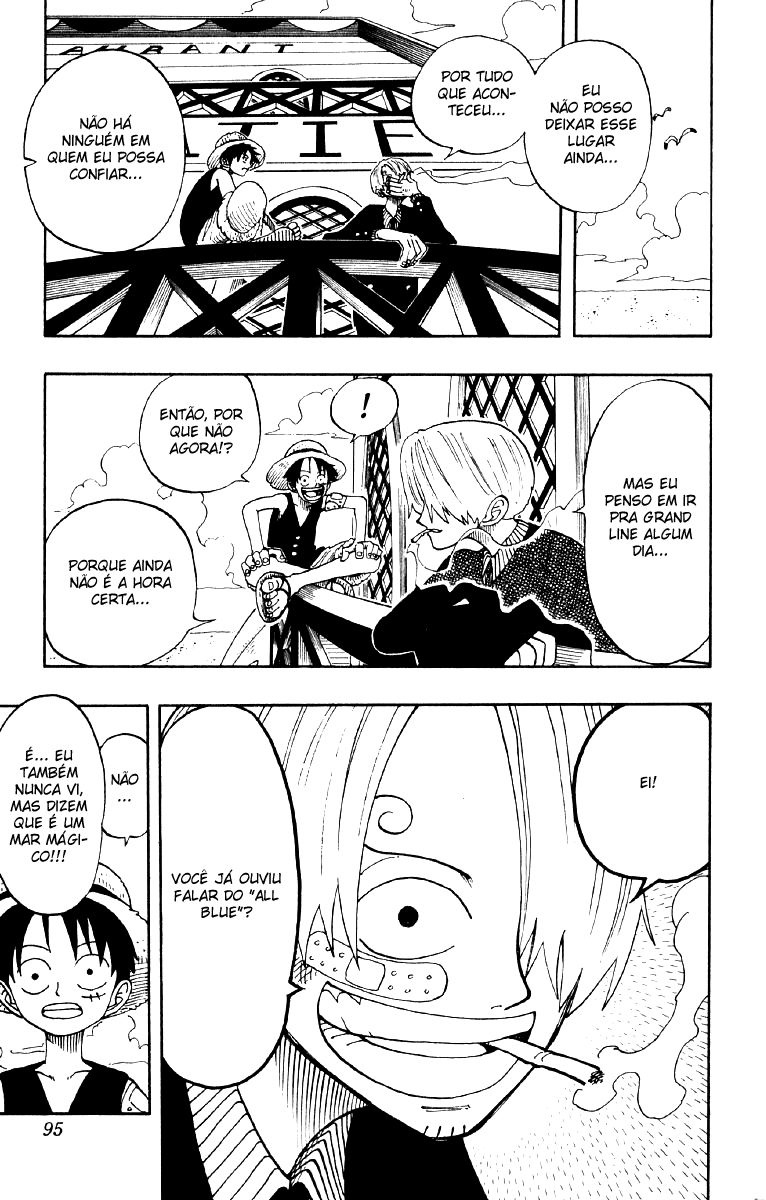 EU
NÃO POSSO
DEIXAR ESSE
LUGAR
AINDA...
POR TUDO
QUE ACON-
TECEU...
NÃO HÁ
NINGUÉM EM
QUEM EU POSSA
CONFIAR...
AURANT
TIE
MAS EU
PENSO EM IR
PRA GRAND
LINE ALGUM
DIA...
!
ENTÃO, POR
QUE NÃO
AGORA!?
PORQUE AINDA
NÃO É A HORA
CERTA...
EI!
VOCÊ JÁ OUVIU
FALAR DO "ALL
BLUE"?
NÃO
...
É... EU
TAMBÉM
NUNCA VI,
MAS DIZEM
QUE É UM
MAR MÁGI-
CO!!!
95